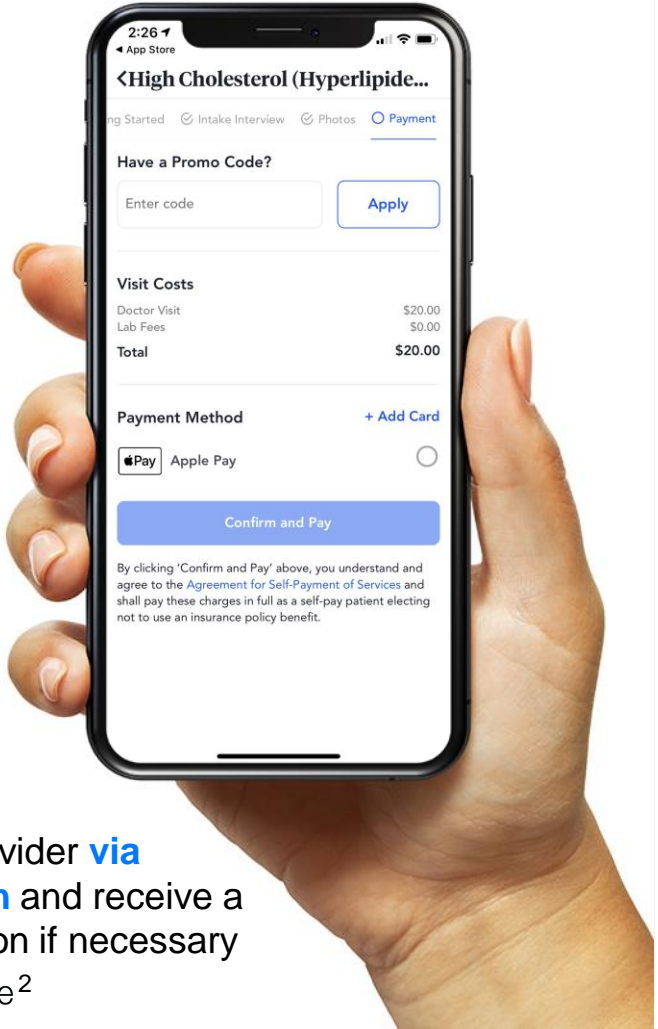 2:26
App Store
High Cholesterol (Hyperlipide...
ng Started Intake Interview Photos Payment
Have a Promo Code?
Enter code Apply
Visit Costs
Doctor Visit $20.00
Lab Fees $0.00
Total $20.00
Payment Method + Add Card
Pay Apple Pay
Confirm and Pay
By clicking 'Confirm and Pay' above, you understand and
agree to the Agreement for Self-Payment of Services and
shall pay these charges in full as a self-pay patient electing
not to use an insurance policy benefit.
vider via
n and receive a
on if necessary
e²